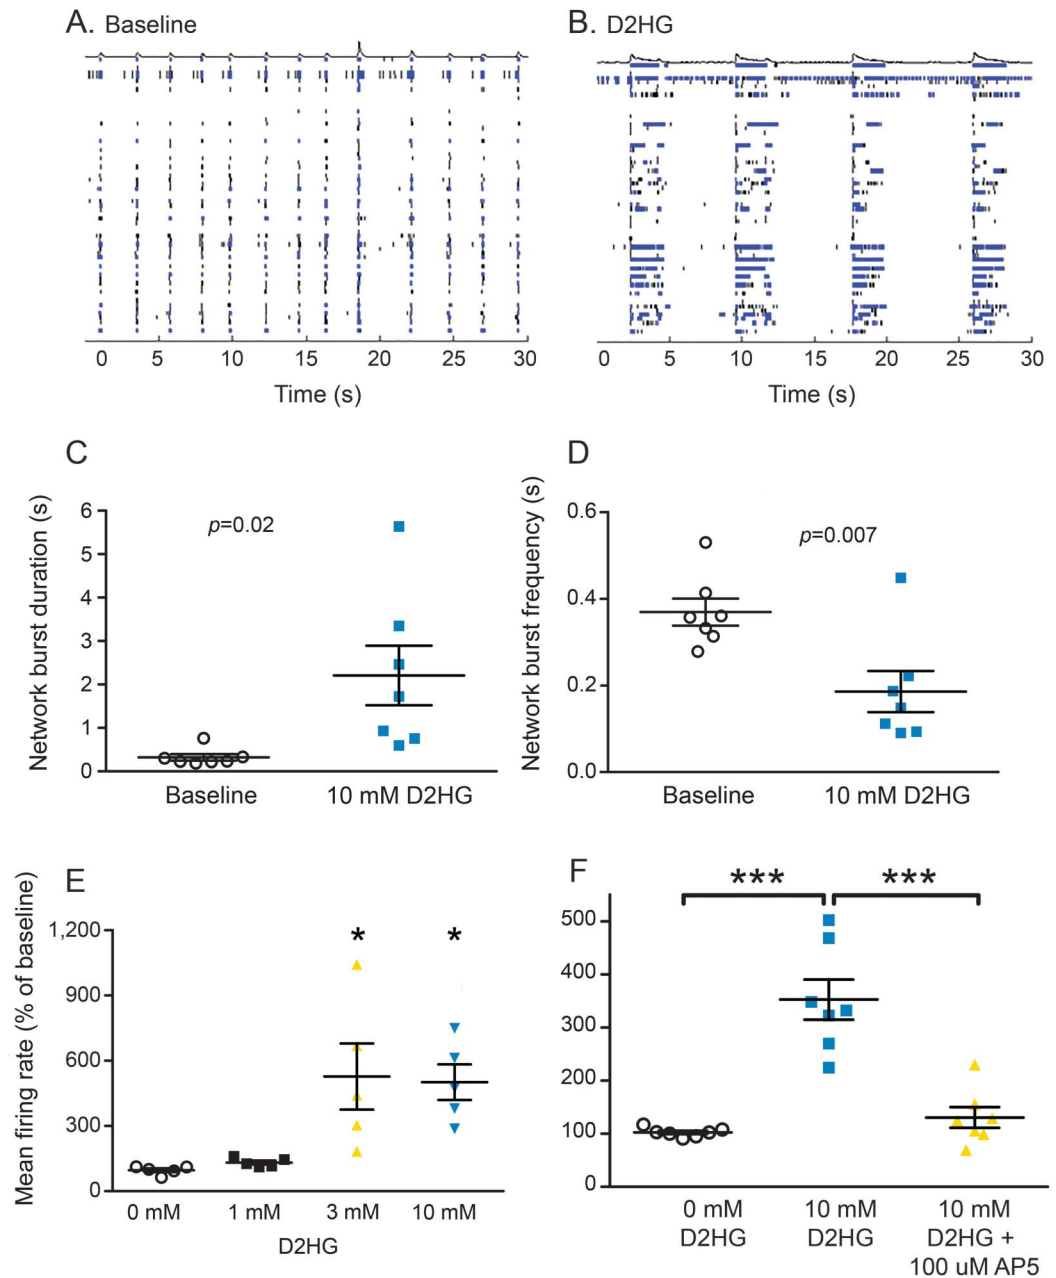 A. Baseline
B. D2HG
0 5 10 15 20 25 30
0 5 10 15 20 25 30
Time (s)
Time (s)
C
D
Network burst duration (s)
6
5
4
3
2
1
0
p=0.02
Baseline 10 mM D2HG
Network burst frequency (s)
0.6
0.4
0.2
0.0
p=0.007
Baseline 10 mM D2HG
E
Mean firing rate (% of baseline)
1,200
900
600
300
0
* *
0 mM 1 mM 3 mM 10 mM
D2HG
F
*** ***
500
400
300
200
100
0
0 mM 10 mM 10 mM
D2HG D2HG D2HG +
100 uM AP5